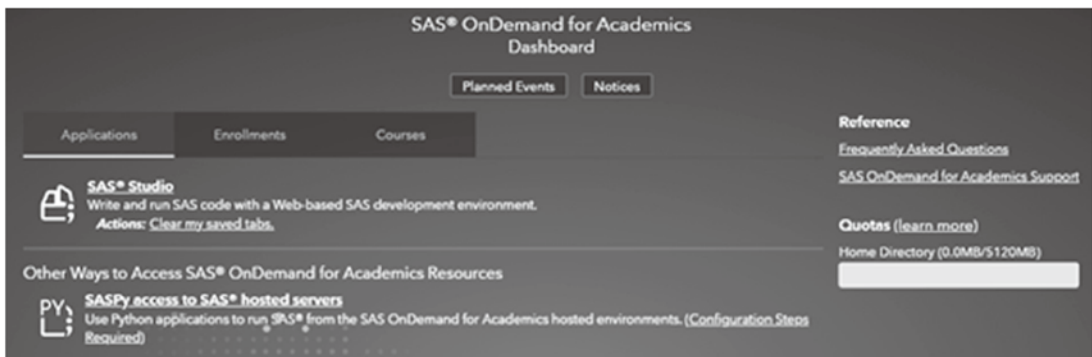 SAS® OnDemand for Academics
Dashboard
Planned Events Notices
Applications Enrollments Courses
SAS® Studio
Write and run SAS code with a Web-based SAS development environment.
Actions: Clear my saved tabs.
Other Ways to Access SAS® OnDemand for Academics Resources
PY
SASPy access to SAS® hosted servers
Use Python applications to run SAS® from the SAS OnDemand for Academics hosted environments. (Configuration Steps
Required)
Reference
Frequently Asked Questions
SAS OnDemand for Academics Support
Quotas (learn more)
Home Directory (0.0MB/5120MB)